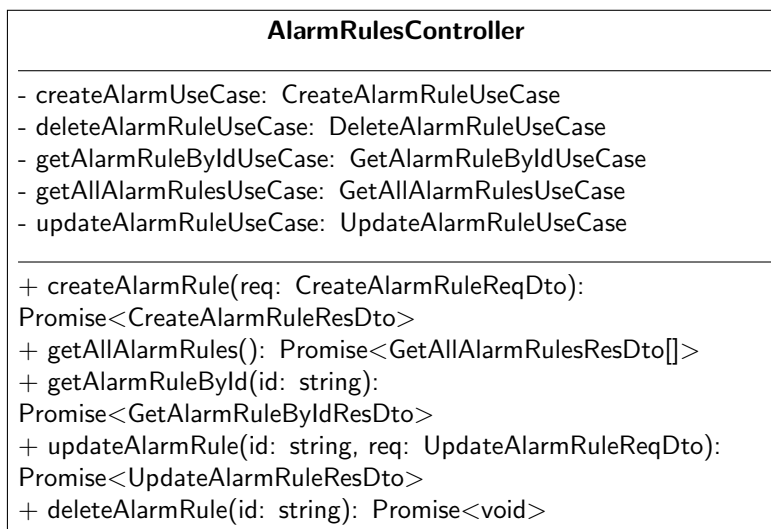 AlarmRulesController
- createAlarmUseCase: CreateAlarmRuleUseCase
- deleteAlarmRuleUseCase: DeleteAlarmRuleUseCase
- getAlarmRuleByIdUseCase: GetAlarmRuleByIdUseCase
- getAllAlarmRulesUseCase: GetAllAlarmRulesUseCase
- updateAlarmRuleUseCase: UpdateAlarmRuleUseCase
+ createAlarmRule(req: CreateAlarmRuleReqDto):
Promise<CreateAlarmRuleResDto>
+ getAllAlarmRules(): Promise<GetAllAlarmRulesResDto[]>
+ getAlarmRuleById(id: string):
Promise<GetAlarmRuleByIdResDto>
+ updateAlarmRule(id: string, req: UpdateAlarmRuleReqDto):
Promise<UpdateAlarmRuleResDto>
+ deleteAlarmRule(id: string): Promise<void>